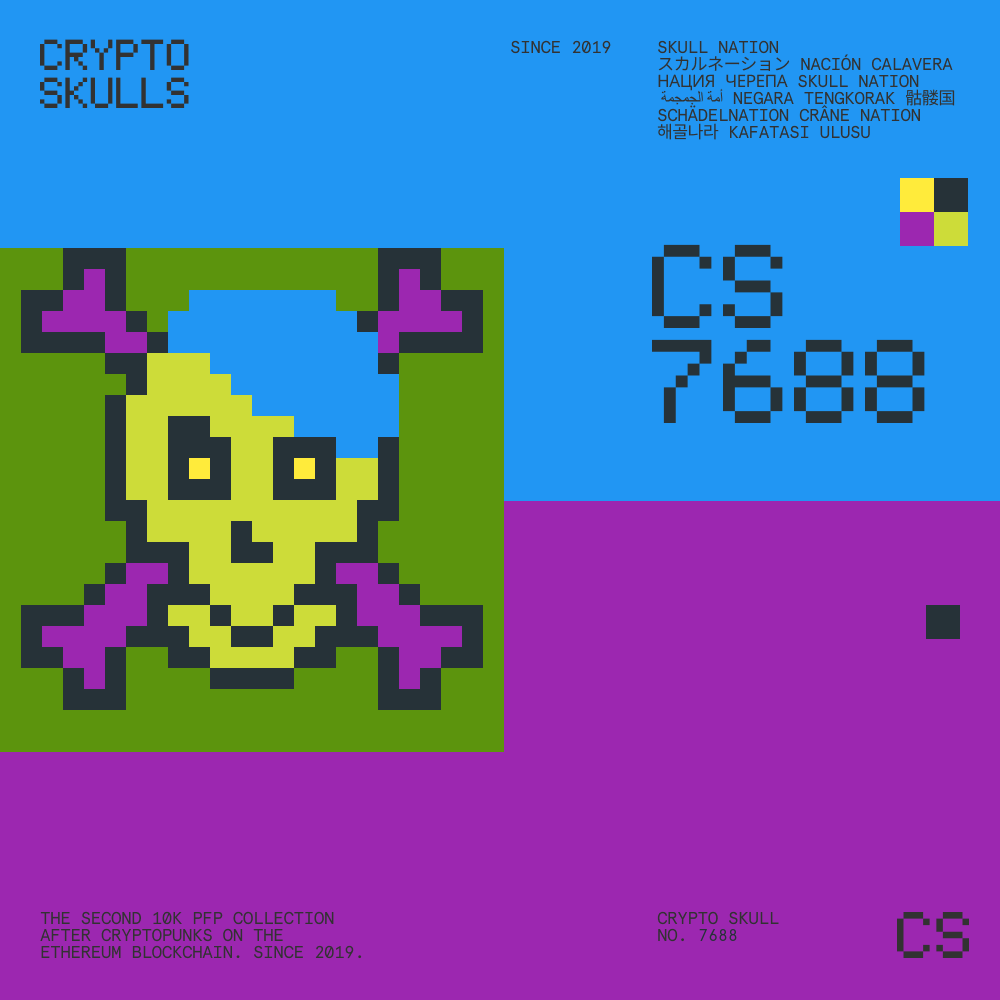 CRYPTO
SKULLS
SINCE 2019
SKULL NATION
スカルネーション NACIÓN CALAVERA
НАЦИЯ ЧЕРЕПА SKULL NATION
أمة الجمجمة NEGARA TENGKORAK 骷髅国
SCHÄDELNATION CRÂNE NATION
해골나라 KAFATASI ULUSU
CS
7688
THE SECOND 10K PFP COLLECTION
AFTER CRYPTOPUNKS ON THE
ETHEREUM BLOCKCHAIN. SINCE 2019.
CRYPTO SKULL
NO. 7688
CS